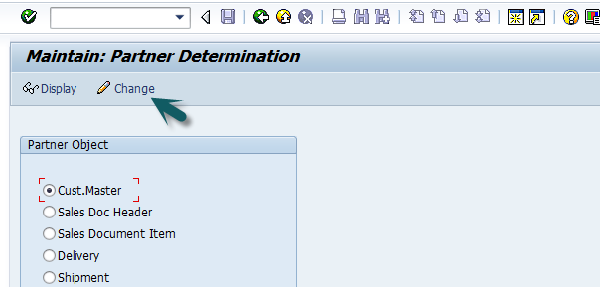 Maintain: Partner Determination
Display Change
Partner Object
Cust.Master
Sales Doc Header
Sales Document Item
Delivery
Shipment